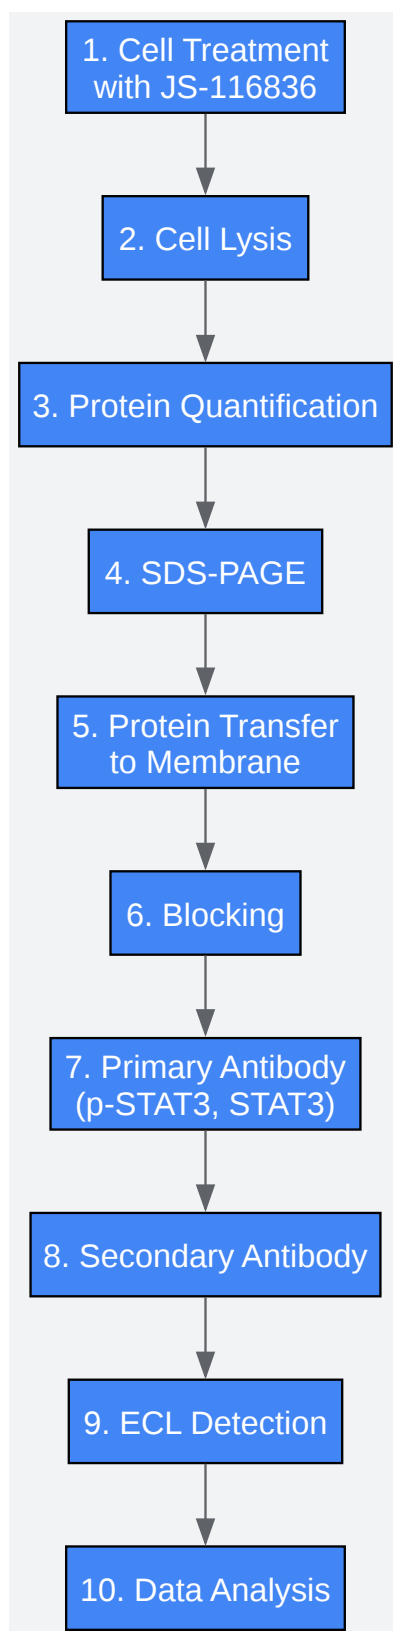 1. Cell Treatment
with JS-116836
2. Cell Lysis
3. Protein Quantification
4. SDS-PAGE
5. Protein Transfer
to Membrane
6. Blocking
7. Primary Antibody
(p-STAT3, STAT3)
8. Secondary Antibody
9. ECL Detection
10. Data Analysis